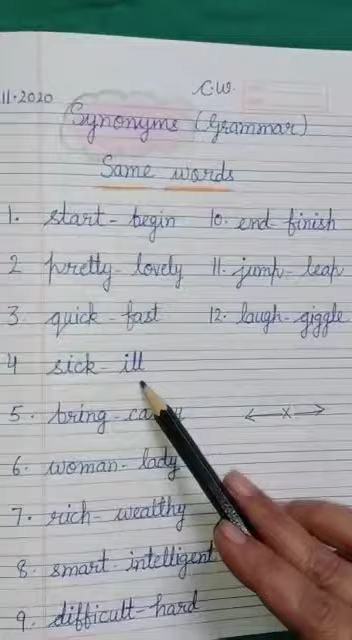 C.W.
11.2020
Synonyms (Grammar)
Same words
1. start - begin 10. end - finish
2 pretty - lovely 11. jump - leap
3. quick - fast 12. laugh - giggle
4 sick - ill
5. bring -
6. woman - lady
7. rich - wealthy
8. smart - intelligent
9. difficult - hard